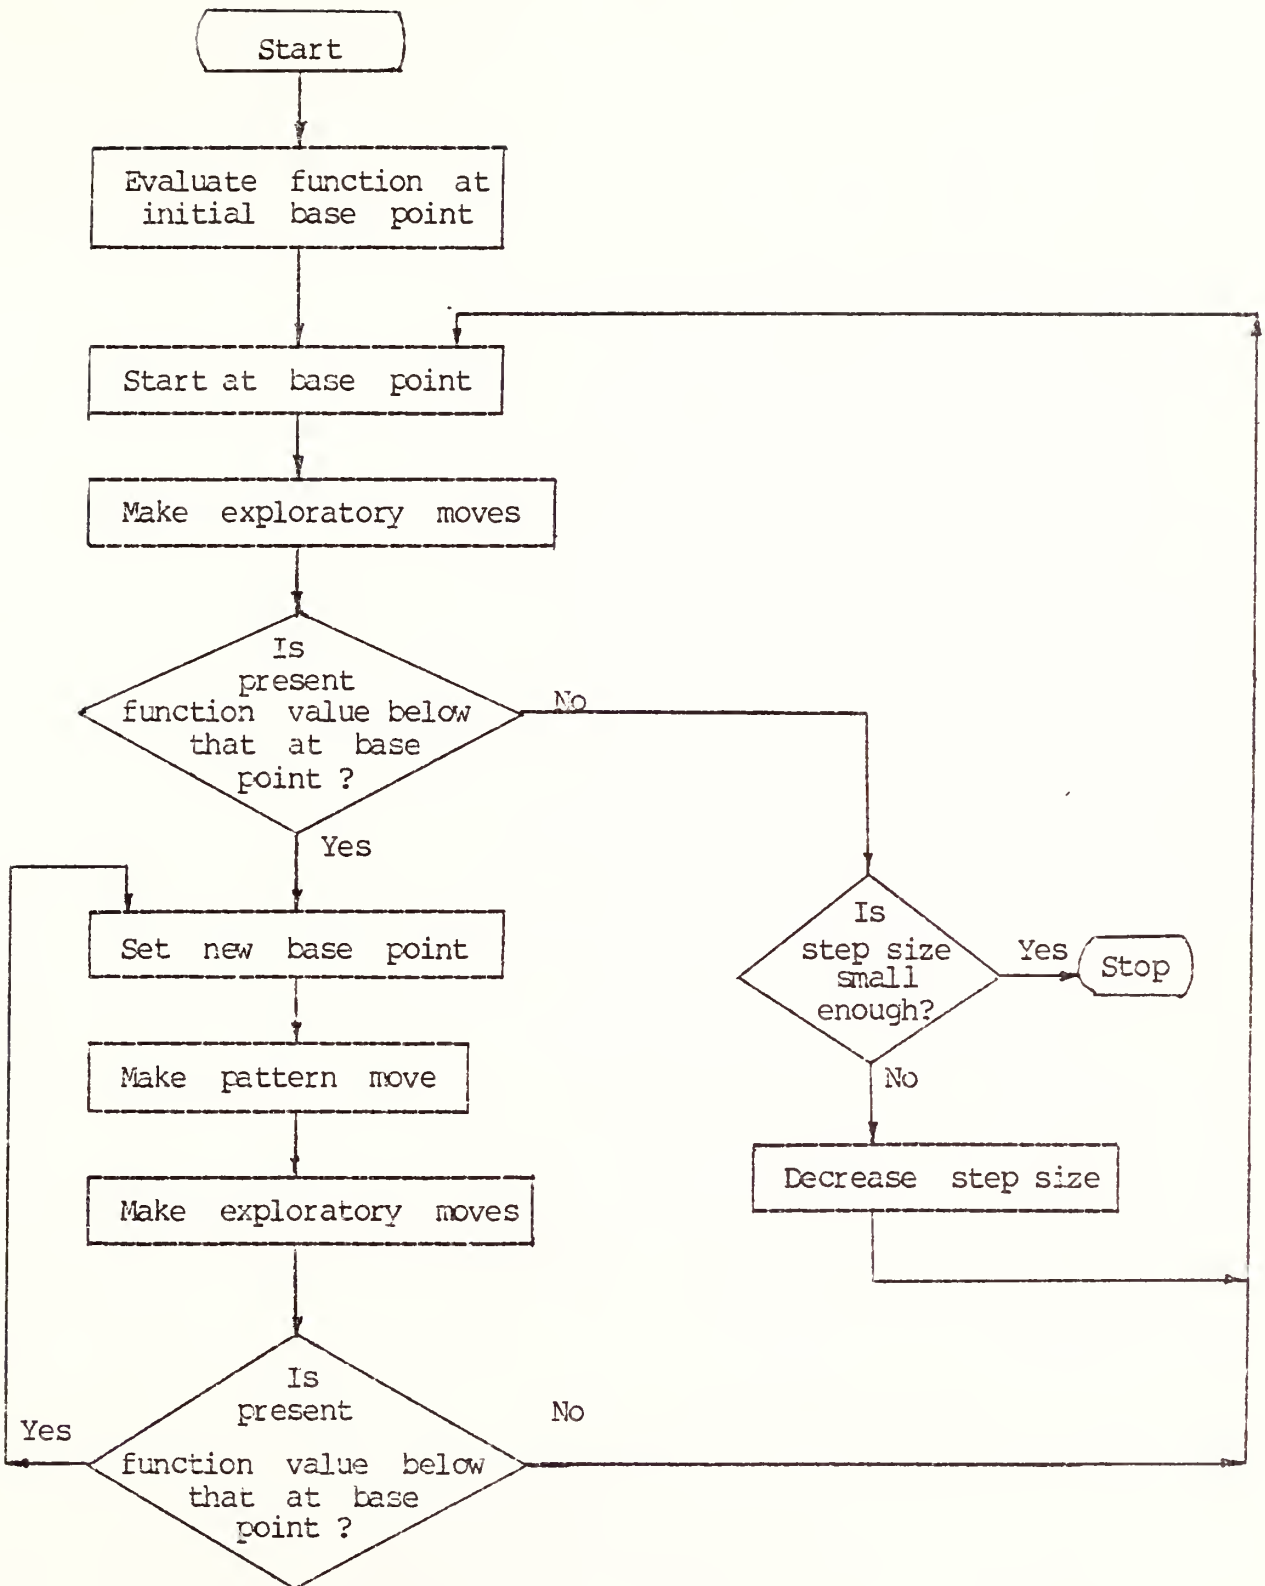 Start
Evaluate function at
initial base point
Start at base point
Make exploratory moves
Is
present
function value below
that at base
point ?
No
Yes
Set new base point
Make pattern move
Make exploratory moves
Is
present
function value below
that at base
point ?
Yes
No
Is
step size
small
enough?
Yes
Stop
No
Decrease step size